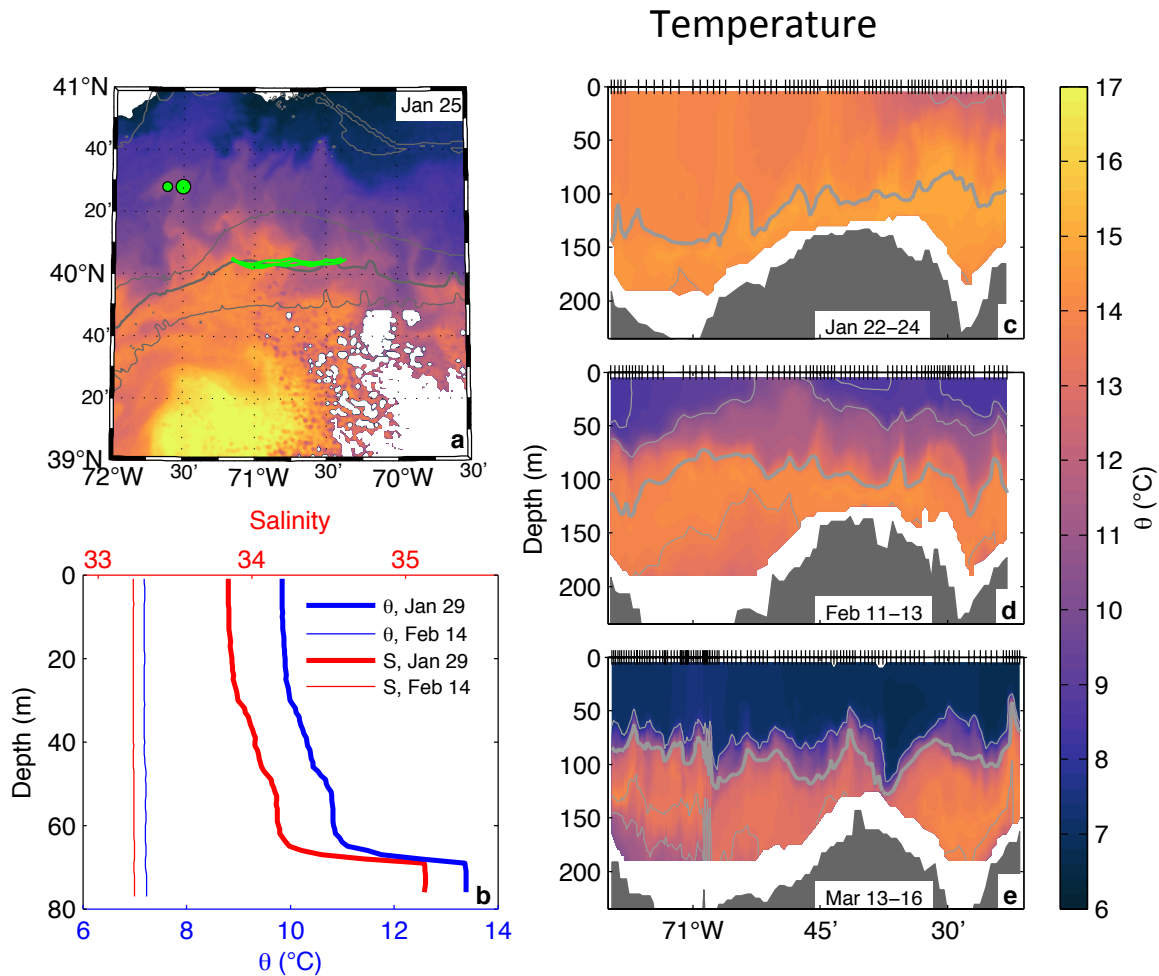 Temperature
41°N
40'
20'
40°N
40'
20'
39°N
72°W 30' 71°W 30' 70°W 30'
Jan 25
a
Salinity
33 34 35
0
20
40
60
80
Depth (m)
6 8 10 12 14
θ (°C)
θ, Jan 29
θ, Feb 14
S, Jan 29
S, Feb 14
b
0
50
100
150
200
Jan 22−24
c
0
50
100
150
200
Depth (m)
Feb 11−13
d
0
50
100
150
200
Mar 13−16
e
71°W 45' 30'
17
16
15
14
13
12
11
10
9
8
7
6
θ (°C)